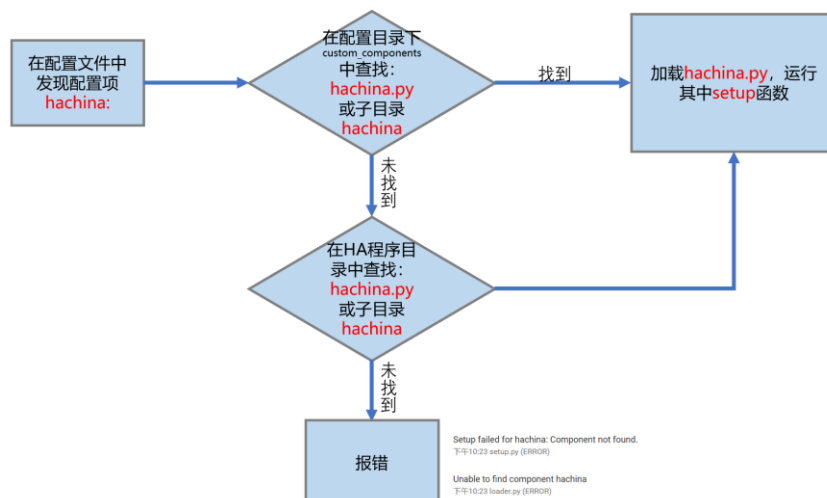 在配置文件中
发现配置项
hachina:
在配置目录下
custom_components
中查找：
hachina.py
或子目录
hachina
找到
加载hachina.py，运行
其中setup函数
未
找
到
在HA程序目
录中查找：
hachina.py
或子目录
hachina
未
找
到
报错
Setup failed for hachina: Component not found.
下午10:23 setup.py (ERROR)
Unable to find component hachina
下午10:23 loader.py (ERROR)